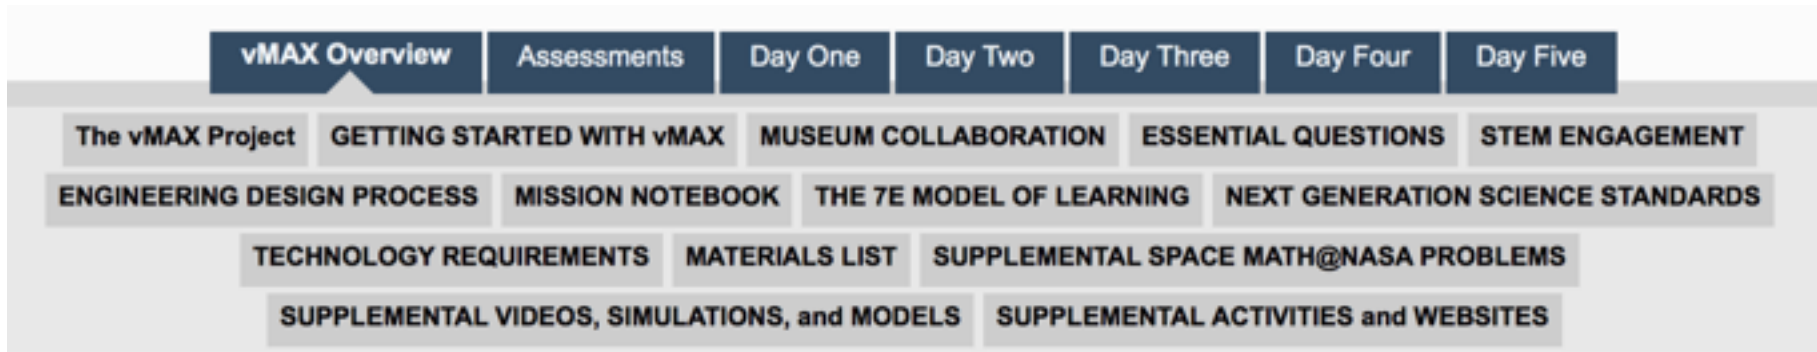 vMAX Overview Assessments Day One Day Two Day Three Day Four Day Five
The vMAX Project GETTING STARTED WITH vMAX MUSEUM COLLABORATION ESSENTIAL QUESTIONS STEM ENGAGEMENT
ENGINEERING DESIGN PROCESS MISSION NOTEBOOK THE 7E MODEL OF LEARNING NEXT GENERATION SCIENCE STANDARDS
TECHNOLOGY REQUIREMENTS MATERIALS LIST SUPPLEMENTAL SPACE MATH@NASA PROBLEMS
SUPPLEMENTAL VIDEOS, SIMULATIONS, and MODELS SUPPLEMENTAL ACTIVITIES and WEBSITES